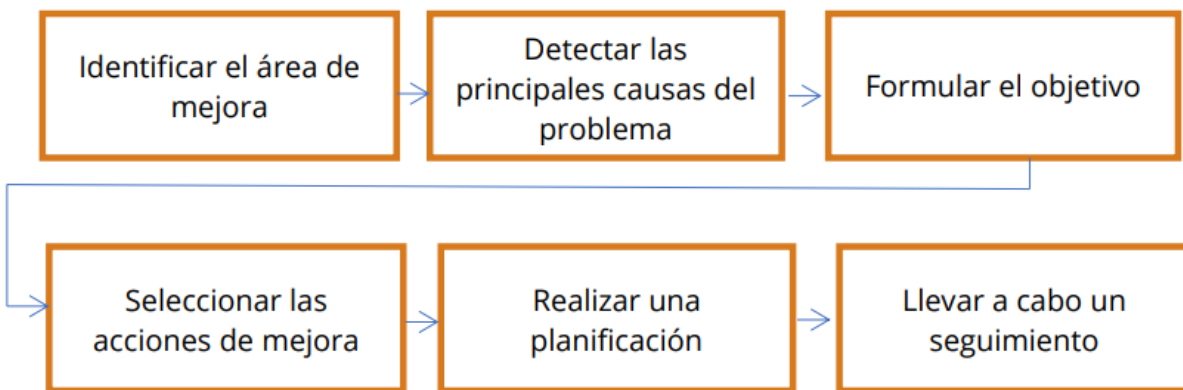 Identificar el área de
mejora
Detectar las
principales causas del
problema
Formular el objetivo
Seleccionar las
acciones de mejora
Realizar una
planificación
Llevar a cabo un
seguimiento